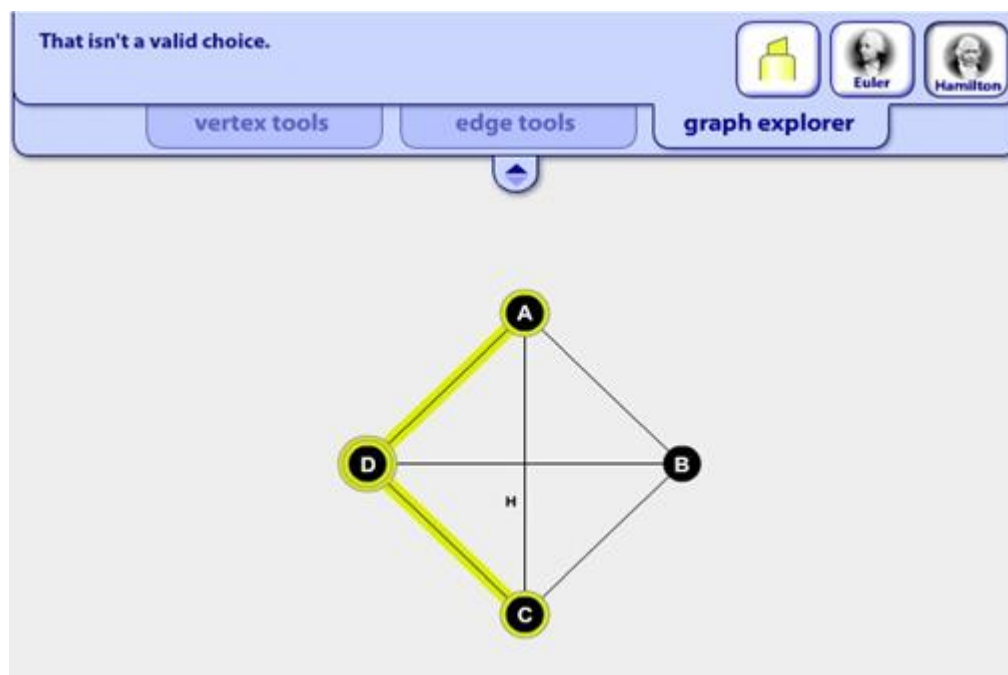 That isn't a valid choice.
Euler
Hamilton
vertex tools
edge tools
graph explorer
A
D
B
H
C